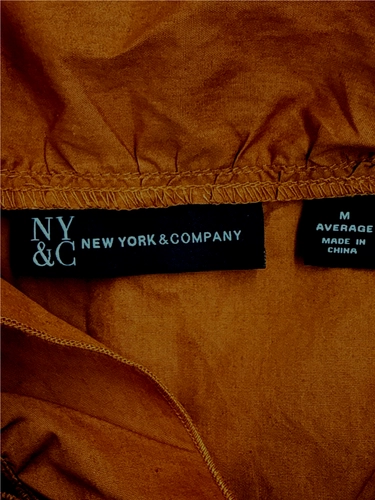 NY
&C NEW YORK & COMPANY
M
AVERAGE
MADE IN
CHINA